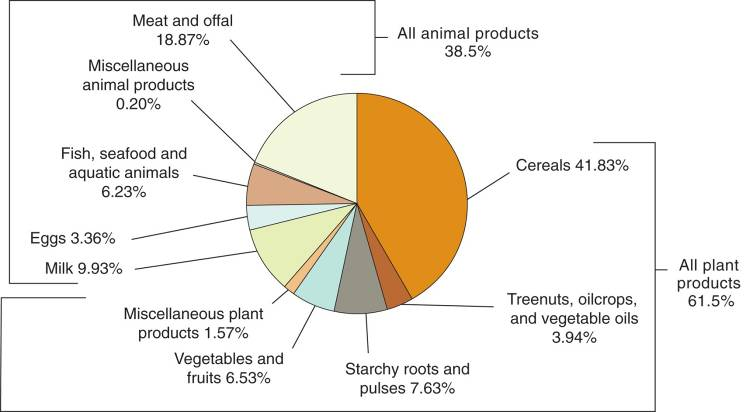 Meat and offal
18.87%
All animal products
38.5%
Miscellaneous
animal products
0.20%
Fish, seafood and
aquatic animals
6.23%
Cereals 41.83%
Eggs 3.36%
Milk 9.93%
All plant
products
61.5%
Miscellaneous plant
products 1.57%
Treenuts, oilcrops,
and vegetable oils
3.94%
Vegetables and
fruits 6.53%
Starchy roots and
pulses 7.63%